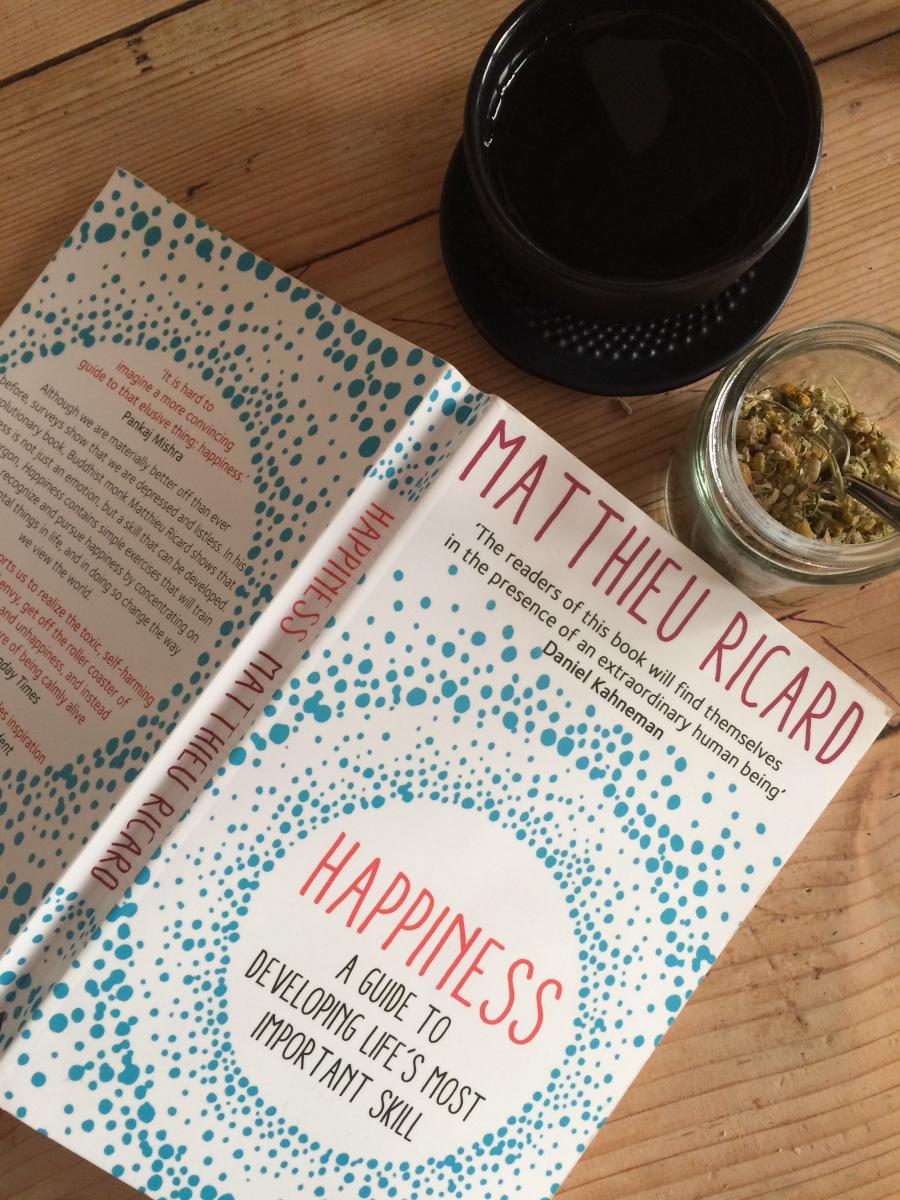 MATTHIEU RICARD
'The readers of this book will find themselves
in the presence of an extraordinary human being'
Daniel Kahneman
HAPPINESS
A GUIDE TO
DEVELOPING LIFE'S MOST
IMPORTANT SKILL
HAPPINESS MATTHIEU RICARD
'It is hard to
imagine a more convincing
guide to that elusive thing: happiness.'
Pankaj Mishra
Although we are materially better off than ever
before, surveys show that we are depressed and listless. In his
book, Buddhist monk Matthieu Ricard shows that
is not just an emotion, but a skill that can be developed.
Happiness contains simple exercises that will train
recognize and pursue happiness by concentrating on
things in life, and in doing so change the way
we view the world.
us to realize the toxic, self-harming
envy, get off the roller coaster of
and unhappiness, and instead
of being calmly alive
Times
inspiration